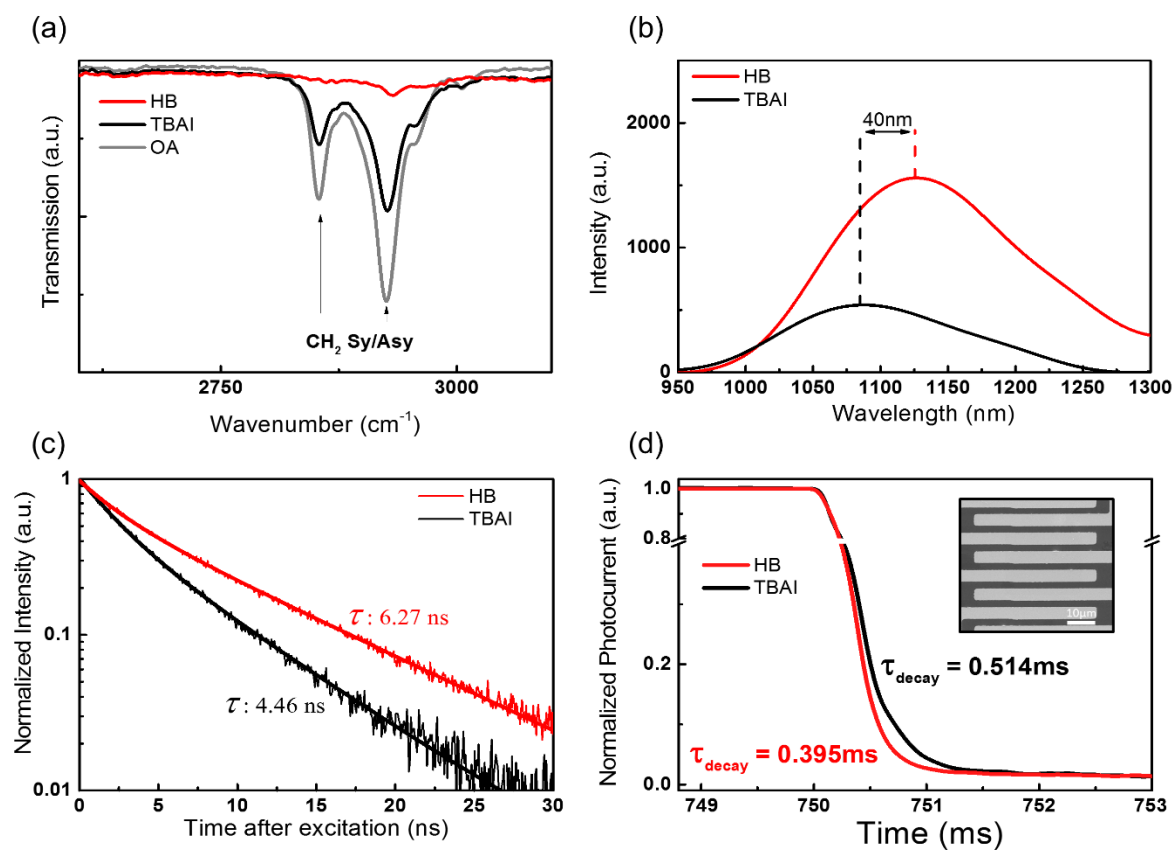 (a)
HB
TBAI
OA
CH₂ Sy/Asy
Transmission (a.u.)
2750
3000
Wavenumber (cm⁻¹)
(b)
HB
TBAI
40nm
Intensity (a.u.)
2000
1000
0
950
1000
1050
1100
1150
1200
1250
1300
Wavelength (nm)
(c)
HB
TBAI
τ : 6.27 ns
τ : 4.46 ns
Normalized Intensity (a.u.)
1
0.1
0.01
0
5
10
15
20
25
30
Time after excitation (ns)
(d)
HB
TBAI
10μm
τdecay = 0.514ms
τdecay = 0.395ms
Normalized Photocurrent (a.u.)
1.0
0.8
0.2
0.0
749
750
751
752
753
Time (ms)